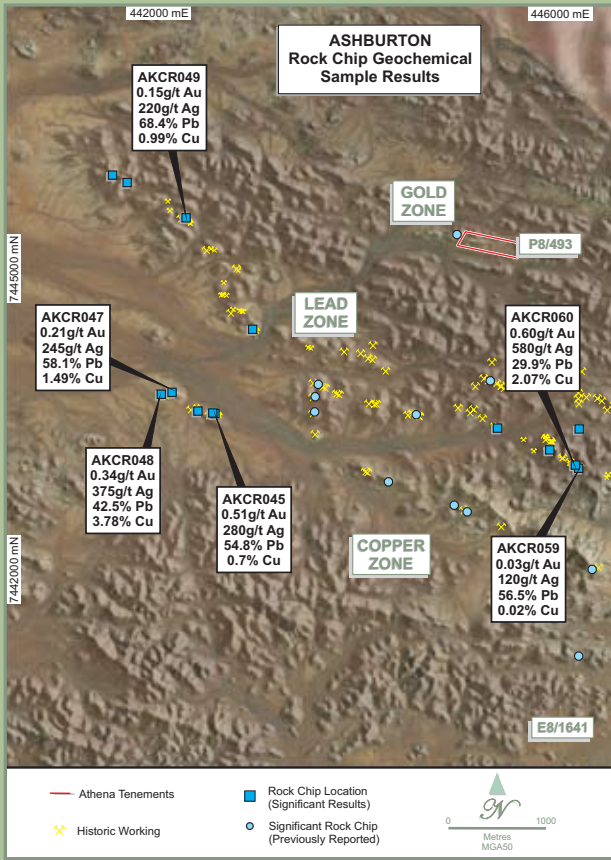 442000 mE
446000 mE
ASHBURTON
Rock Chip Geochemical
Sample Results
AKCR049
0.15g/t Au
220g/t Ag
68.4% Pb
0.99% Cu
GOLD
ZONE
P8/493
7445000 mN
LEAD
ZONE
AKCR047
0.21g/t Au
245g/t Ag
58.1% Pb
1.49% Cu
AKCR060
0.60g/t Au
580g/t Ag
29.9% Pb
2.07% Cu
AKCR048
0.34g/t Au
375g/t Ag
42.5% Pb
3.78% Cu
AKCR045
0.51g/t Au
280g/t Ag
54.8% Pb
0.7% Cu
COPPER
ZONE
AKCR059
0.03g/t Au
120g/t Ag
56.5% Pb
0.02% Cu
7442000 mN
E8/1641
Athena Tenements
Historic Working
Rock Chip Location
(Significant Results)
Significant Rock Chip
(Previously Reported)
N
0 1000
Metres
MGA50